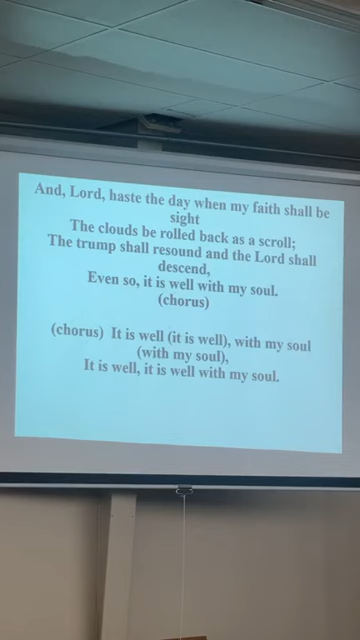 And, Lord, haste the day when my faith shall be
sight
The clouds be rolled back as a scroll;
The trump shall resound and the Lord shall
descend,
Even so, it is well with my soul.
(chorus)
(chorus) It is well (it is well), with my soul
(with my soul),
It is well, it is well with my soul.